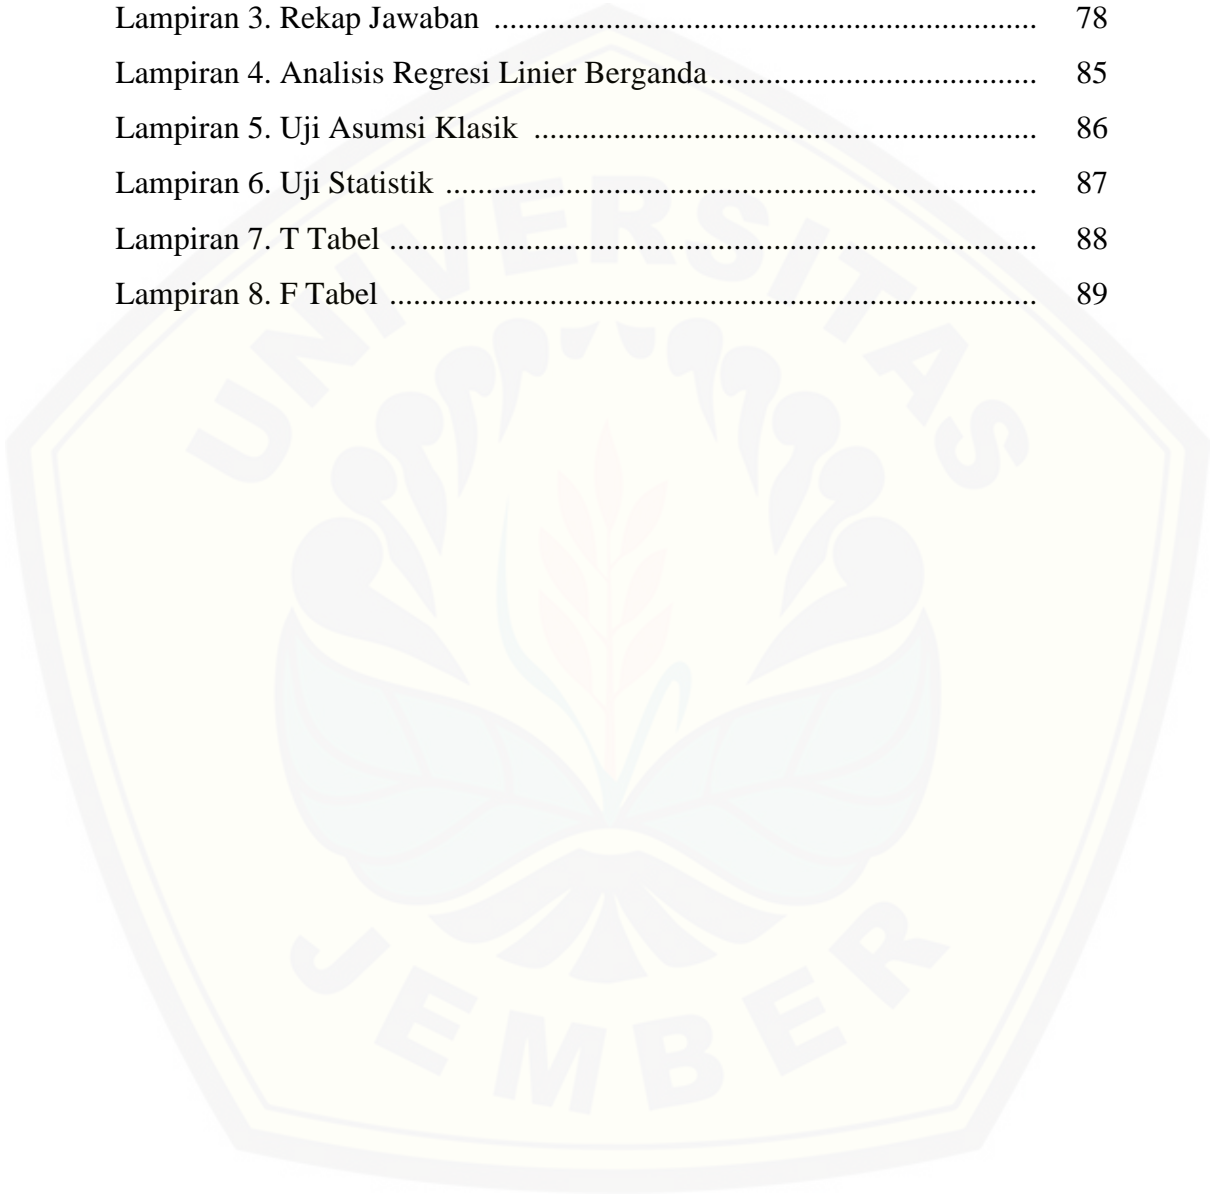 Lampiran 3. Rekap Jawaban ..................................................................... 78
Lampiran 4. Analisis Regresi Linier Berganda.......................................... 85
Lampiran 5. Uji Asumsi Klasik ................................................................ 86
Lampiran 6. Uji Statistik ........................................................................... 87
Lampiran 7. T Tabel .................................................................................. 88
Lampiran 8. F Tabel .................................................................................. 89
UNIVERSITAS
JEMBER